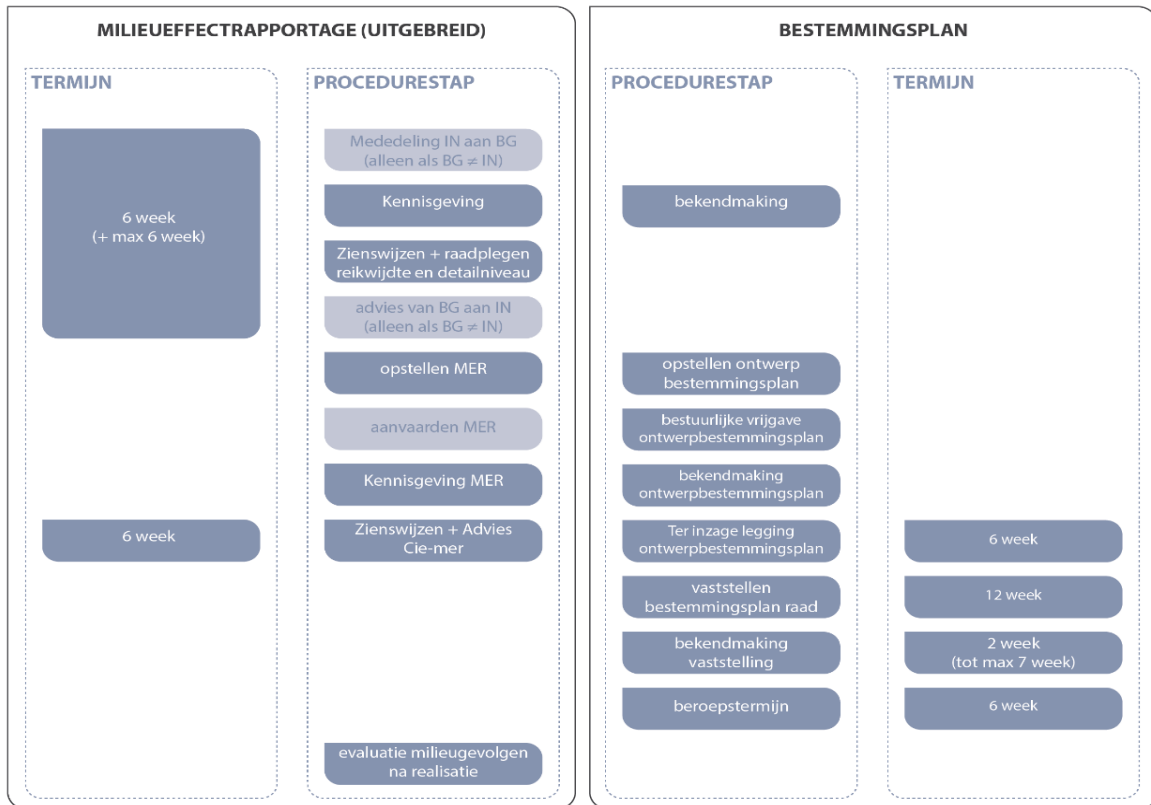 MILIEUEFFECTRAPPORTAGE (UITGEBREID)
TERMIJN
6 week
(+ max 6 week)
6 week
PROCEDURESTAP
Mededeling IN aan BG
(alleen als BG ≠ IN)
Kennisgeving
Zienswijzen + raadplegen
reikwijdte en detailniveau
advies van BG aan IN
(alleen als BG ≠ IN)
opstellen MER
aanvaarden MER
Kennisgeving MER
Zienswijzen + Advies
Cie-mer
evaluatie milieugevolgen
na realisatie
BESTEMMINGSPLAN
PROCEDURESTAP
bekendmaking
opstellen ontwerp
bestemmingsplan
bestuurlijke vrijgave
ontwerpbestemmingsplan
bekendmaking
ontwerpbestemmingsplan
Ter inzage legging
ontwerpbestemmingsplan
vaststellen
bestemmingsplan raad
bekendmaking
vaststelling
beroepstermijn
TERMIJN
6 week
12 week
2 week
(tot max 7 week)
6 week